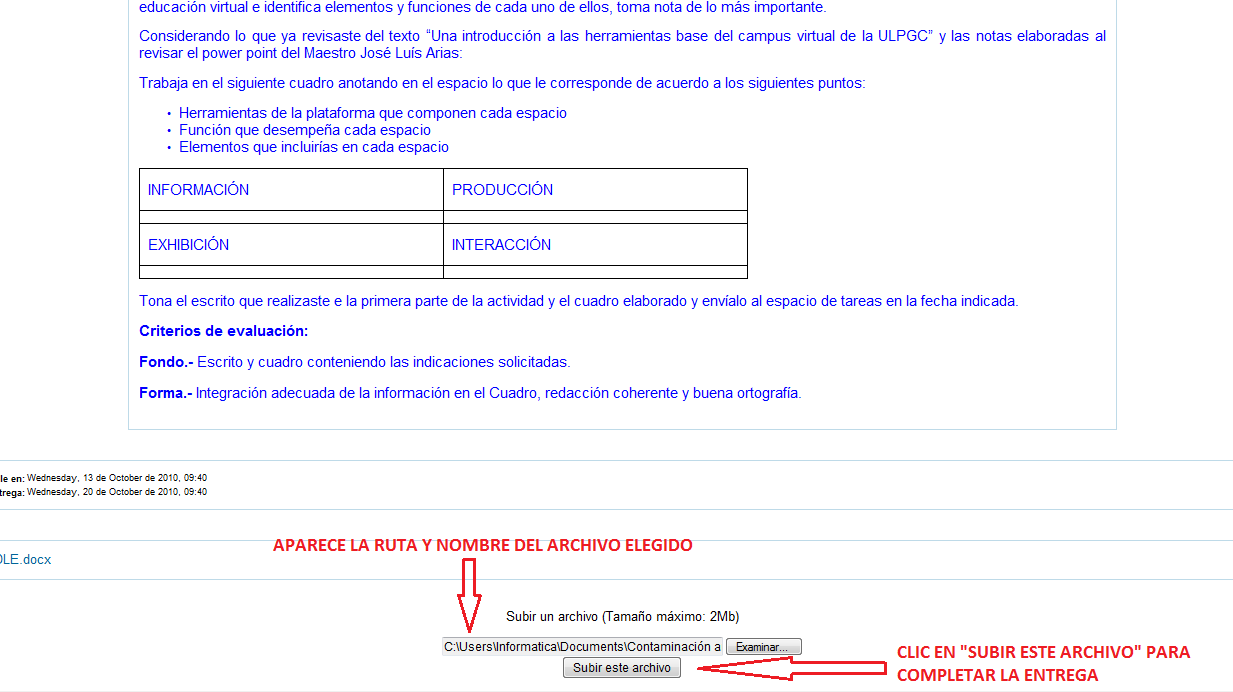 educación virtual e identifica elementos y funciones de cada uno de ellos, toma nota de lo más importante.
Considerando lo que ya revisaste del texto “Una introducción a las herramientas base del campus virtual de la ULPGC” y las notas elaboradas al
revisar el power point del Maestro José Luís Arias:
Trabaja en el siguiente cuadro anotando en el espacio lo que le corresponde de acuerdo a los siguientes puntos:
• Herramientas de la plataforma que componen cada espacio
• Función que desempeña cada espacio
• Elementos que incluirías en cada espacio
INFORMACIÓN PRODUCCIÓN
EXHIBICIÓN INTERACCIÓN
Tona el escrito que realizaste e la primera parte de la actividad y el cuadro elaborado y envíalo al espacio de tareas en la fecha indicada.
Criterios de evaluación:
Fondo.- Escrito y cuadro conteniendo las indicaciones solicitadas.
Forma.- Integración adecuada de la información en el Cuadro, redacción coherente y buena ortografía.
le en: Wednesday, 13 de October de 2010, 09:40
trega: Wednesday, 20 de October de 2010, 09:40
APARECE LA RUTA Y NOMBRE DEL ARCHIVO ELEGIDO
DLE.docx
Subir un archivo (Tamaño máximo: 2Mb)
C:\Users\Informatica\Documents\Contaminación a Examinar...
Subir este archivo
CLIC EN "SUBIR ESTE ARCHIVO" PARA
COMPLETAR LA ENTREGA